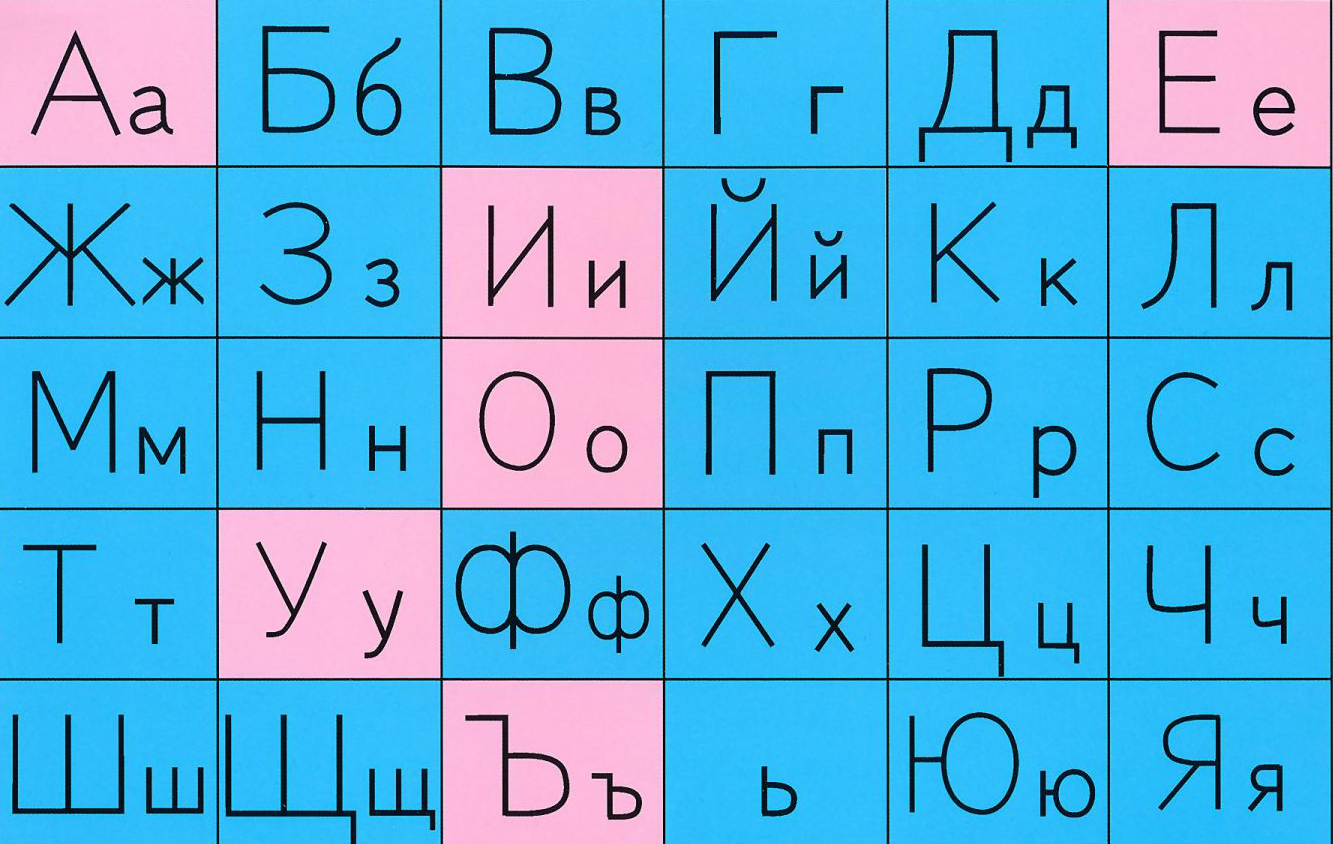 Аа Бб Вв Гг Дд Ее
Жж Зз Ии Йй Кк Лл
Мм Нн Оо Пп Рр Сс
Тт Уу Фф Хх Цц Чч
Шш Щщ Ъъ ь Юю Яя